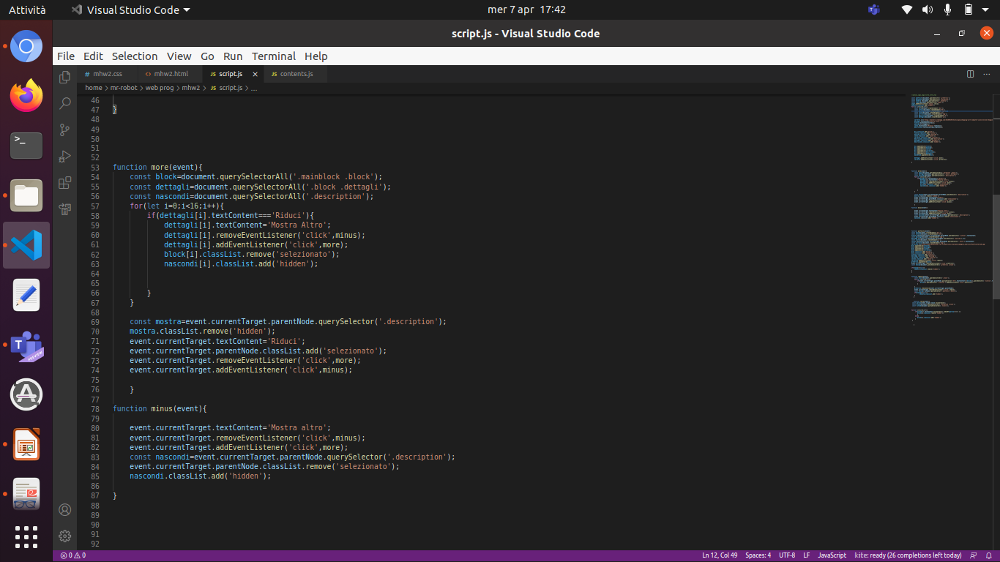 Attività Visual Studio Code mer 7 apr 17:42
script.js - Visual Studio Code
File Edit Selection View Go Run Terminal Help
# mhw2.css <> mhw2.html JS script.js × JS contents.js ...
home > mr-robot > web prog > mhw2 > JS script.js > ...
46
47 }
48
49
50
51
52
53 function more(event){
54 const block=document.querySelectorAll('.mainblock .block');
55 const dettagli=document.querySelectorAll('.block .dettagli');
56 const nascondi=document.querySelectorAll('.description');
57 for(let i=0;i<16;i++){
58 if(dettagli[i].textContent==='Riduci'){
59 dettagli[i].textContent='Mostra Altro';
60 dettagli[i].removeEventListener('click',minus);
61 dettagli[i].addEventListener('click',more);
62 block[i].classList.remove('selezionato');
63 nascondi[i].classList.add('hidden');
64
65
66 }
67 }
68
69 const mostra=event.currentTarget.parentNode.querySelector('.description');
70 mostra.classList.remove('hidden');
71 event.currentTarget.textContent='Riduci';
72 event.currentTarget.parentNode.classList.add('selezionato');
73 event.currentTarget.removeEventListener('click',more);
74 event.currentTarget.addEventListener('click',minus);
75
76 }
77
78 function minus(event){
79
80 event.currentTarget.textContent='Mostra altro';
81 event.currentTarget.removeEventListener('click',minus);
82 event.currentTarget.addEventListener('click',more);
83 const nascondi=event.currentTarget.parentNode.querySelector('.description');
84 event.currentTarget.parentNode.classList.remove('selezionato');
85 nascondi.classList.add('hidden');
86
87 }
88
89
90
91
92
PREVIEW
0 0 Ln 12, Col 49 Spaces: 4 UTF-8 LF JavaScript kite: ready (26 completions left today)